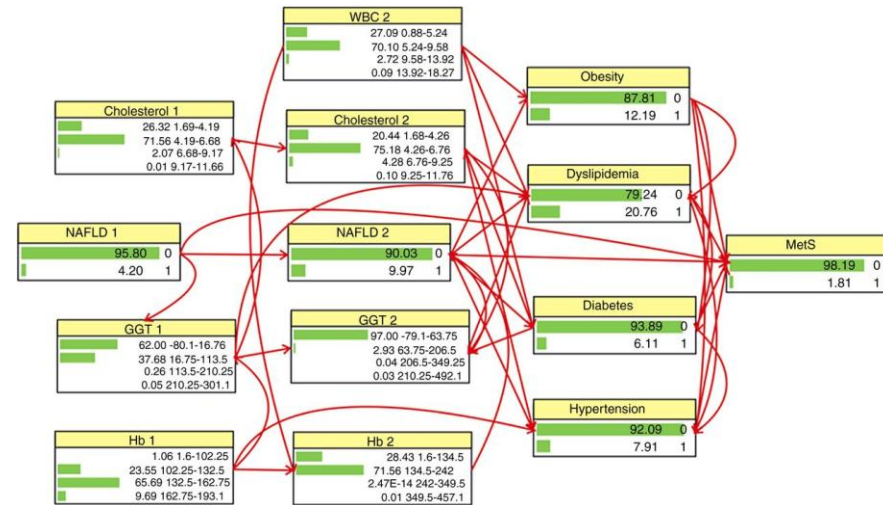 WBC 2
27.09 0.88-5.24
70.10 5.24-9.58
2.72 9.58-13.92
0.09 13.92-18.27
Obesity
87.81 0
12.19 1
Cholesterol 1
26.32 1.69-4.19
71.56 4.19-6.68
2.07 6.68-9.17
0.01 9.17-11.66
Cholesterol 2
20.44 1.68-4.26
75.18 4.26-6.76
4.28 6.76-9.25
0.10 9.25-11.76
Dyslipidemia
79.24 0
20.76 1
NAFLD 1
95.80 0
4.20 1
NAFLD 2
90.03 0
9.97 1
MetS
98.19 0
1.81 1
GGT 1
62.00 -80.1-16.76
37.68 16.75-113.5
0.26 113.5-210.25
0.05 210.25-301.1
GGT 2
97.00 -79.1-63.75
2.93 63.75-206.5
0.04 206.5-349.25
0.03 210.25-492.1
Diabetes
93.89 0
6.11 1
Hb 1
1.06 1.6-102.25
23.55 102.25-132.5
65.69 132.5-162.75
9.69 162.75-193.1
Hb 2
28.43 1.6-134.5
71.56 134.5-242
2.47E-14 242-349.5
0.01 349.5-457.1
Hypertension
92.09 0
7.91 1